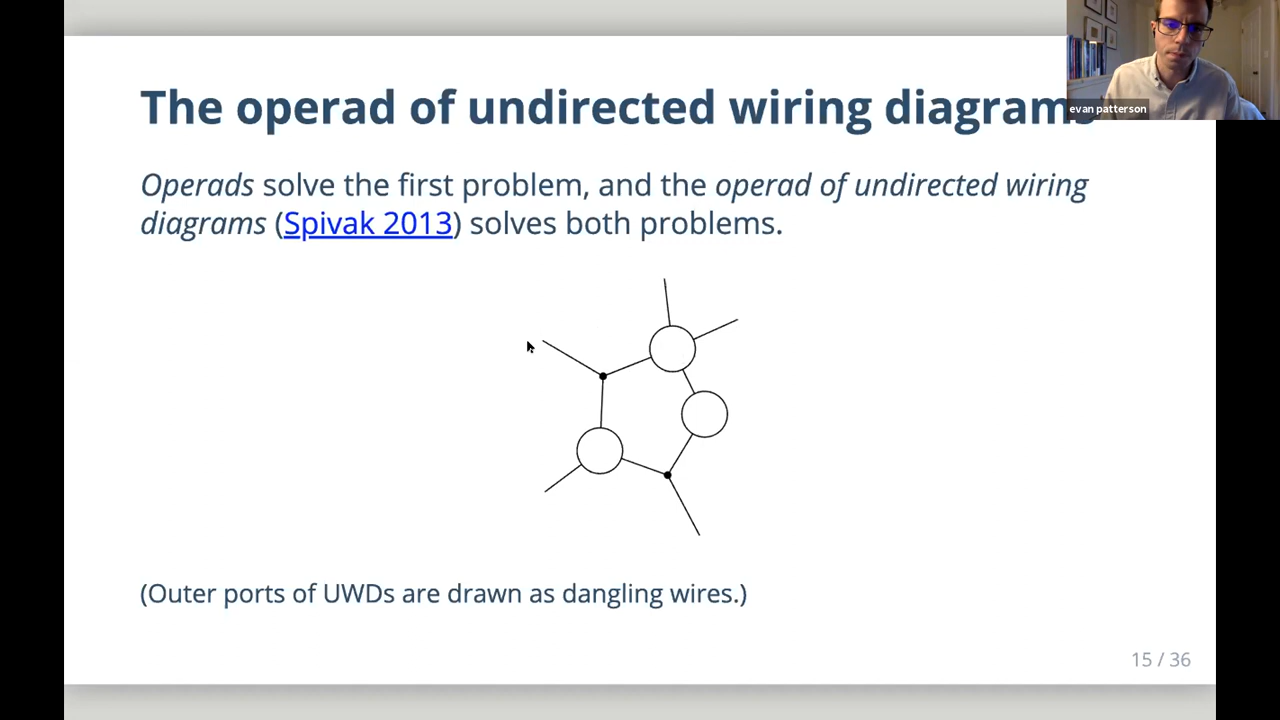 The operad of undirected wiring diagrams
evan patterson
Operads solve the first problem, and the operad of undirected wiring
diagrams (Spivak 2013) solves both problems.
(Outer ports of UWDs are drawn as dangling wires.)
15 / 36